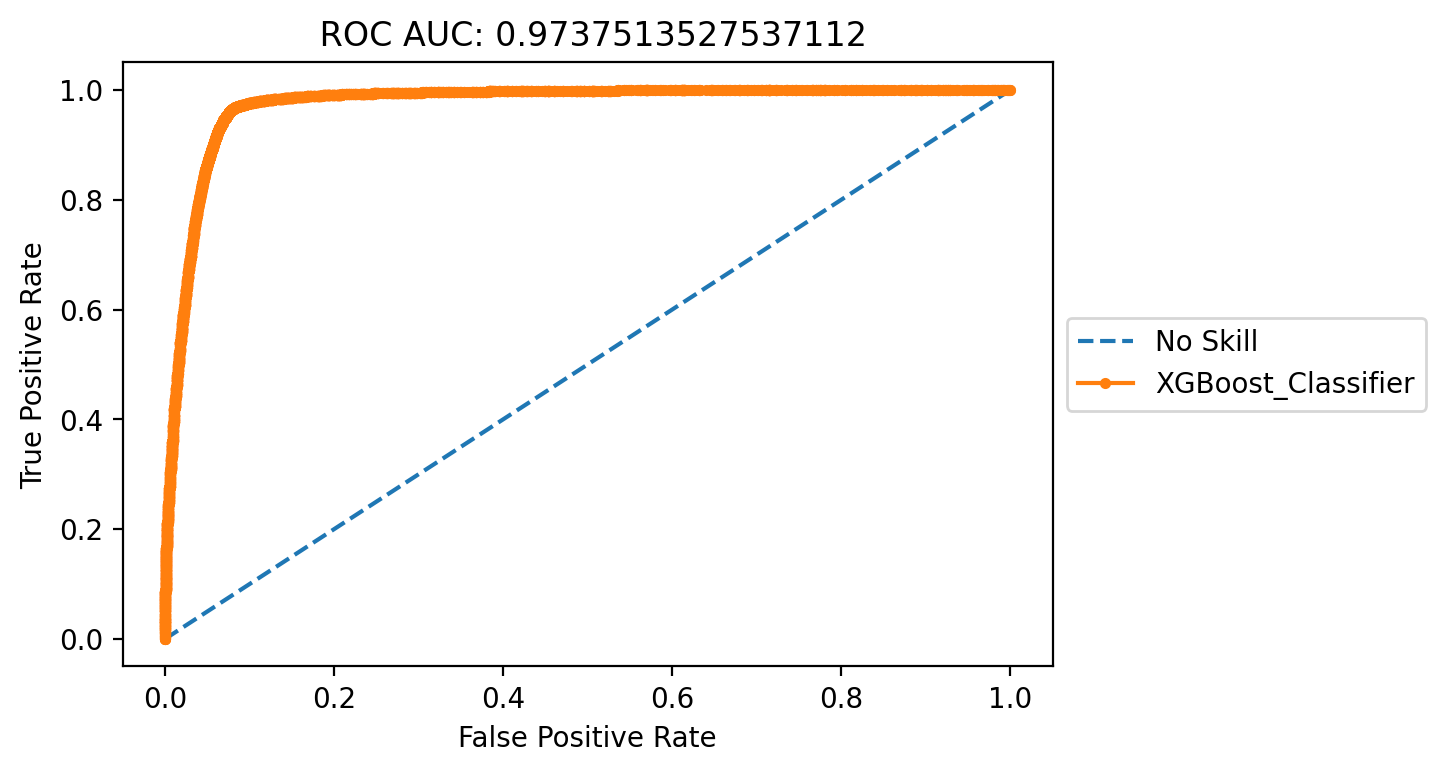 ROC AUC: 0.9737513527537112
True Positive Rate
1.0
0.8
0.6
0.4
0.2
0.0
0.0 0.2 0.4 0.6 0.8 1.0
False Positive Rate
No Skill
XGBoost_Classifier